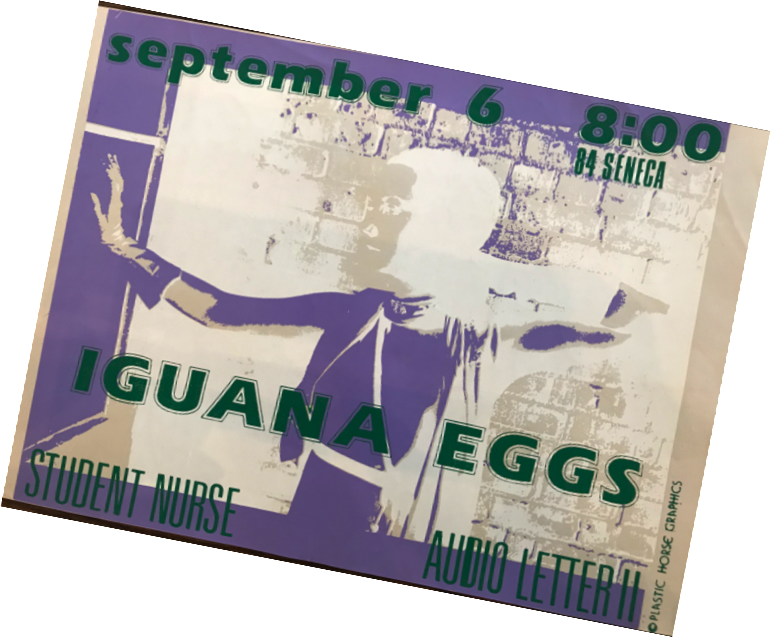 september 6 8:00
84 SENECA
IGUANA EGGS
STUDENT NURSE
AUDIO LETTER II
© PLASTIC HORSE GRAPHICS